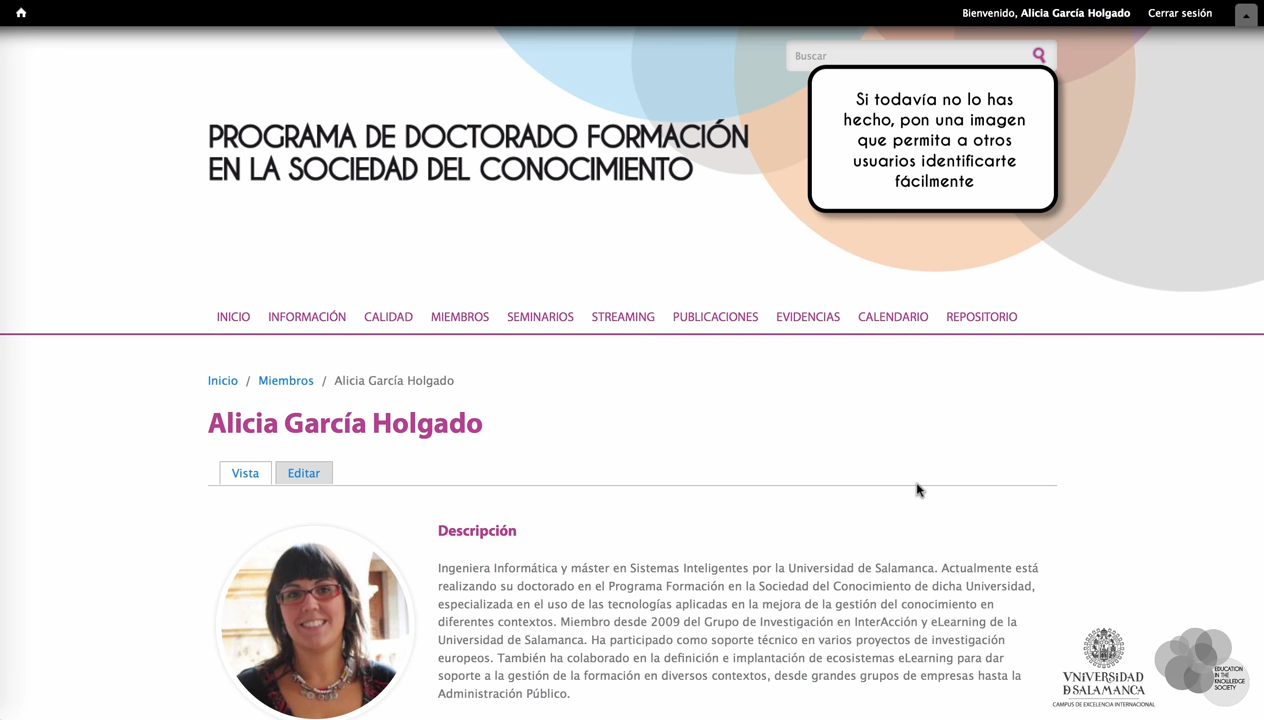 Bienvenido, Alicia García Holgado Cerrar sesión
Buscar
Si todavía no lo has
hecho, pon una imagen
que permita a otros
usuarios identificarte
fácilmente
PROGRAMA DE DOCTORADO FORMACIÓN
EN LA SOCIEDAD DEL CONOCIMIENTO
INICIO INFORMACIÓN CALIDAD MIEMBROS SEMINARIOS STREAMING PUBLICACIONES EVIDENCIAS CALENDARIO REPOSITORIO
Inicio / Miembros / Alicia García Holgado
Alicia García Holgado
Vista Editar
Descripción
Ingeniera Informática y máster en Sistemas Inteligentes por la Universidad de Salamanca. Actualmente está
realizando su doctorado en el Programa Formación en la Sociedad del Conocimiento de dicha Universidad,
especializada en el uso de las tecnologías aplicadas en la mejora de la gestión del conocimiento en
diferentes contextos. Miembro desde 2009 del Grupo de Investigación en InterAcción y eLearning de la
Universidad de Salamanca. Ha participado como soporte técnico en varios proyectos de investigación
europeos. También ha colaborado en la definición e implantación de ecosistemas eLearning para dar
soporte a la gestión de la formación en diversos contextos, desde grandes grupos de empresas hasta la
Administración Público.
VNiVERSiDAD
D SALAMANCA
CAMPUS DE EXCELENCIA INTERNACIONAL
EDUCATION
IN THE
KNOWLEDGE
SOCIETY